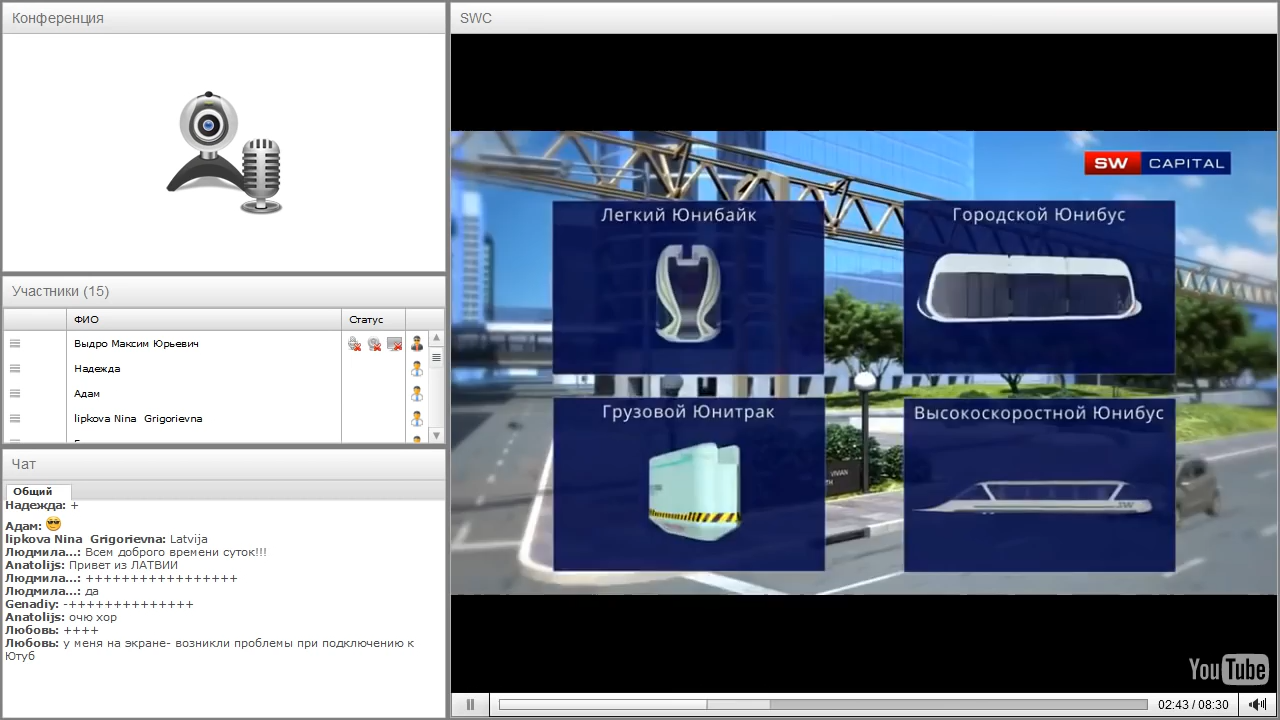 Конференция
Участники (15)
ФИО Статус
Выдро Максим Юрьевич
Надежда
Адам
lipkova Nina Grigorievna
Чат
Общий
Надежда: +
Адам:
lipkova Nina Grigorievna: Latvija
Людмила...: Всем доброго времени суток!!!
Anatolijs: Привет из ЛАТВИИ
Людмила...: +++++++++++++++++
Людмила...: да
Genadiy: -++++++++++++++
Anatolijs: очю хор
Любовь: ++++
Любовь: у меня на экране- возникли проблемы при подключению к
Ютуб
SWC
SW CAPITAL
Легкий Юнибайк
Городской Юнибус
Грузовой Юнитрак
Высокоскоростной Юнибус
SW
VIVIAN
YouTube
02:43 / 08:30